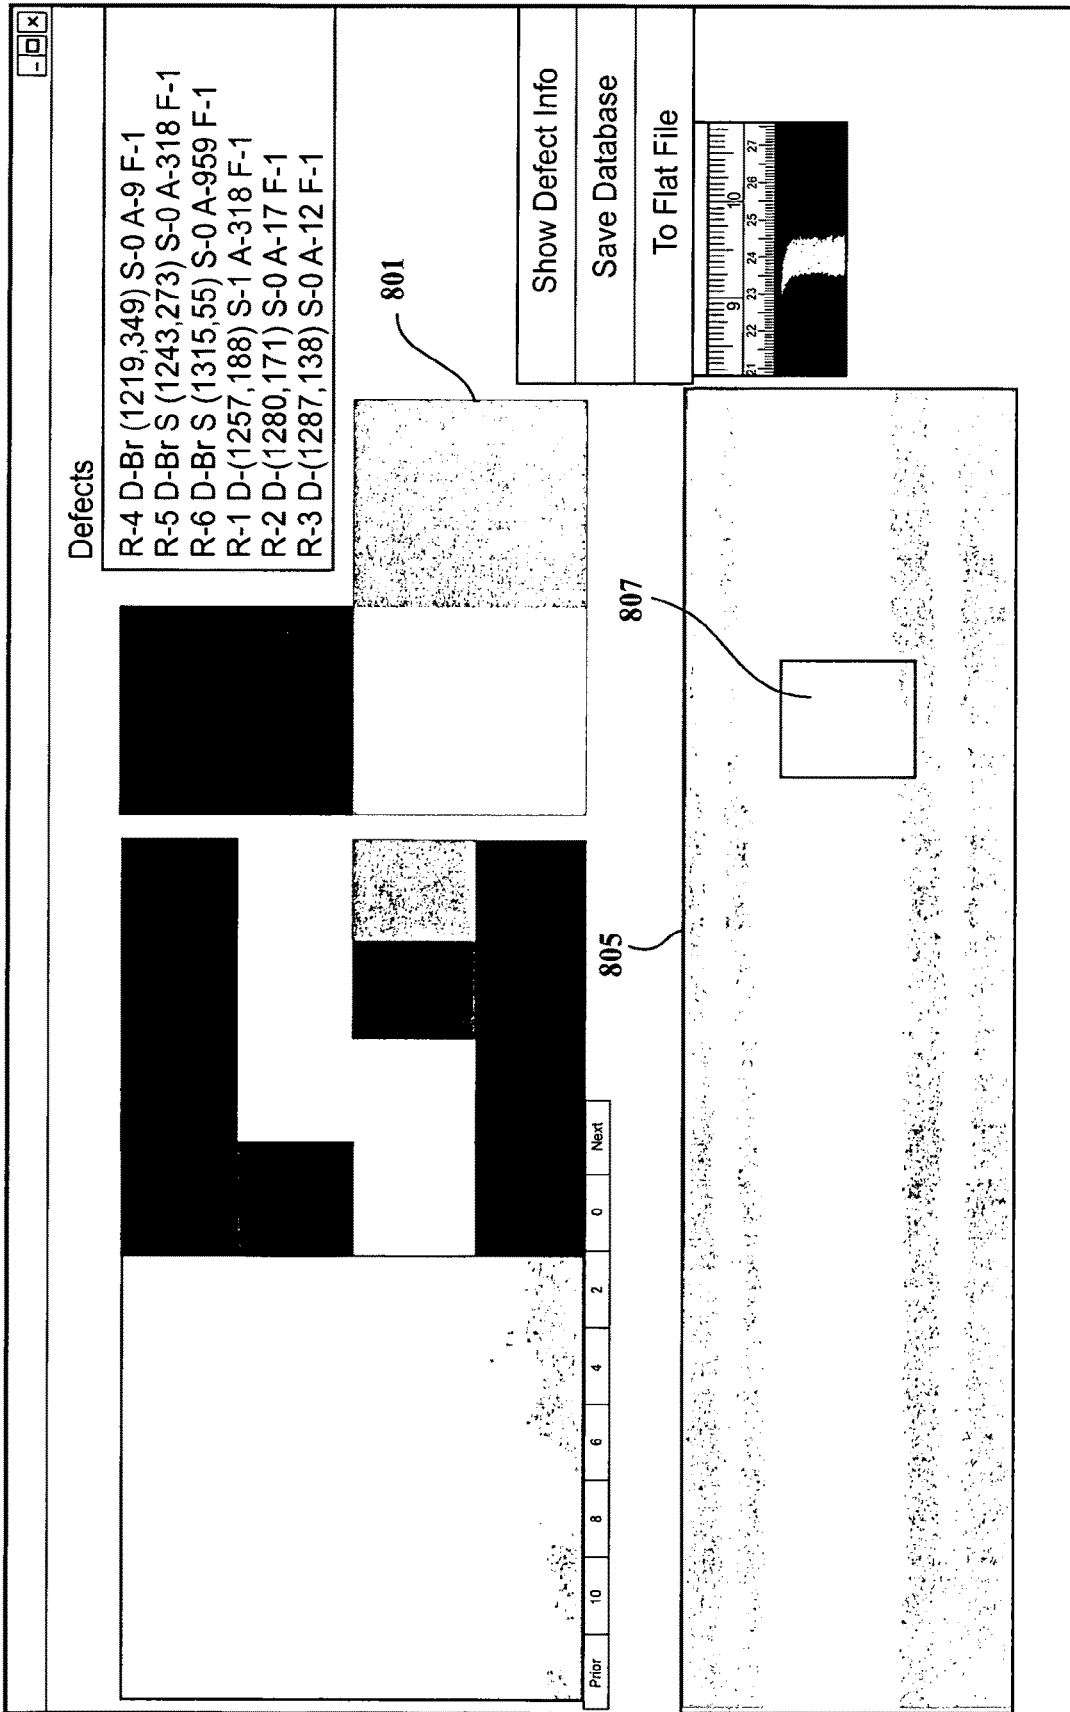 Defects
R-4 D-Br (1219,349) S-0 A-9 F-1
R-5 D-Br S (1243,273) S-0 A-318 F-1
R-6 D-Br S (1315,55) S-0 A-959 F-1
R-1 D-(1257,188) S-1 A-318 F-1
R-2 D-(1280,171) S-0 A-17 F-1
R-3 D-(1287,138) S-0 A-12 F-1
801
Prior 10 8 6 4 2 0 Next
Show Defect Info
Save Database
To Flat File
805
807
9 10
21 22 23 24 25 26 27